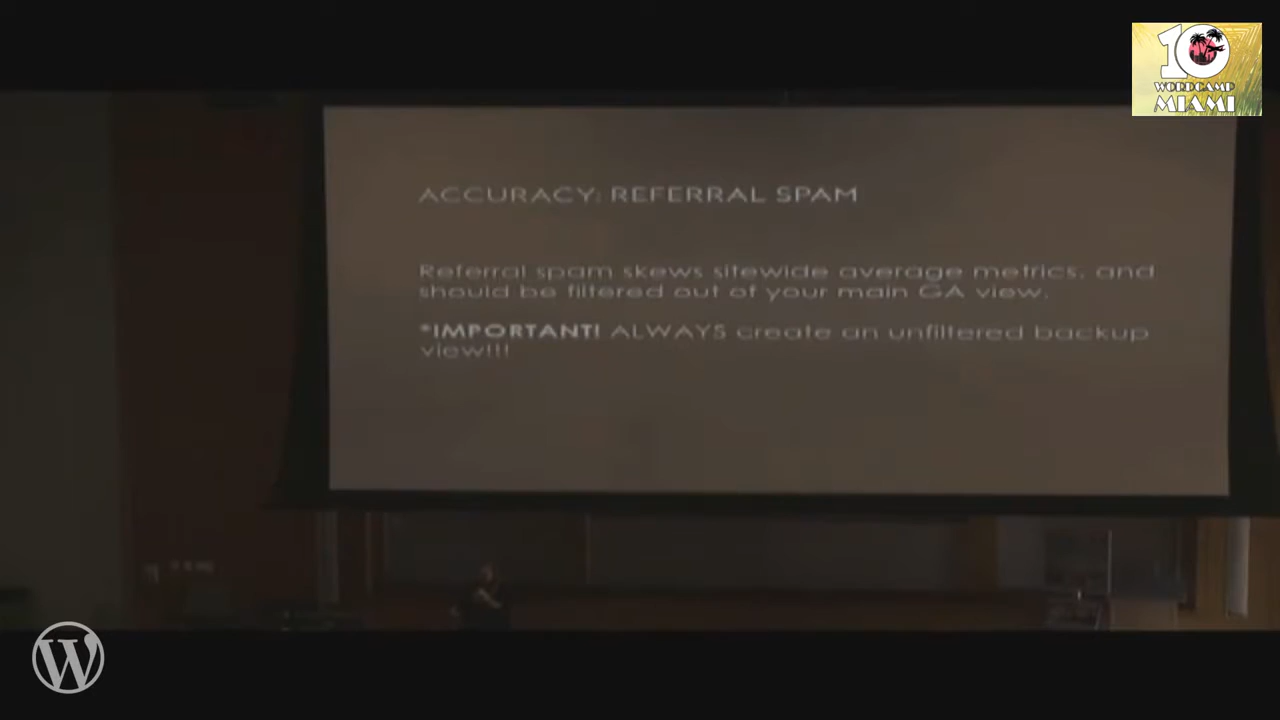 10
WORDCAMP
MIAMI
ACCURACY: REFERRAL SPAM
Referral spam skews sitewide average metrics, and
should be filtered out of your main GA view.
*IMPORTANT! ALWAYS create an unfiltered backup
view!!!
W